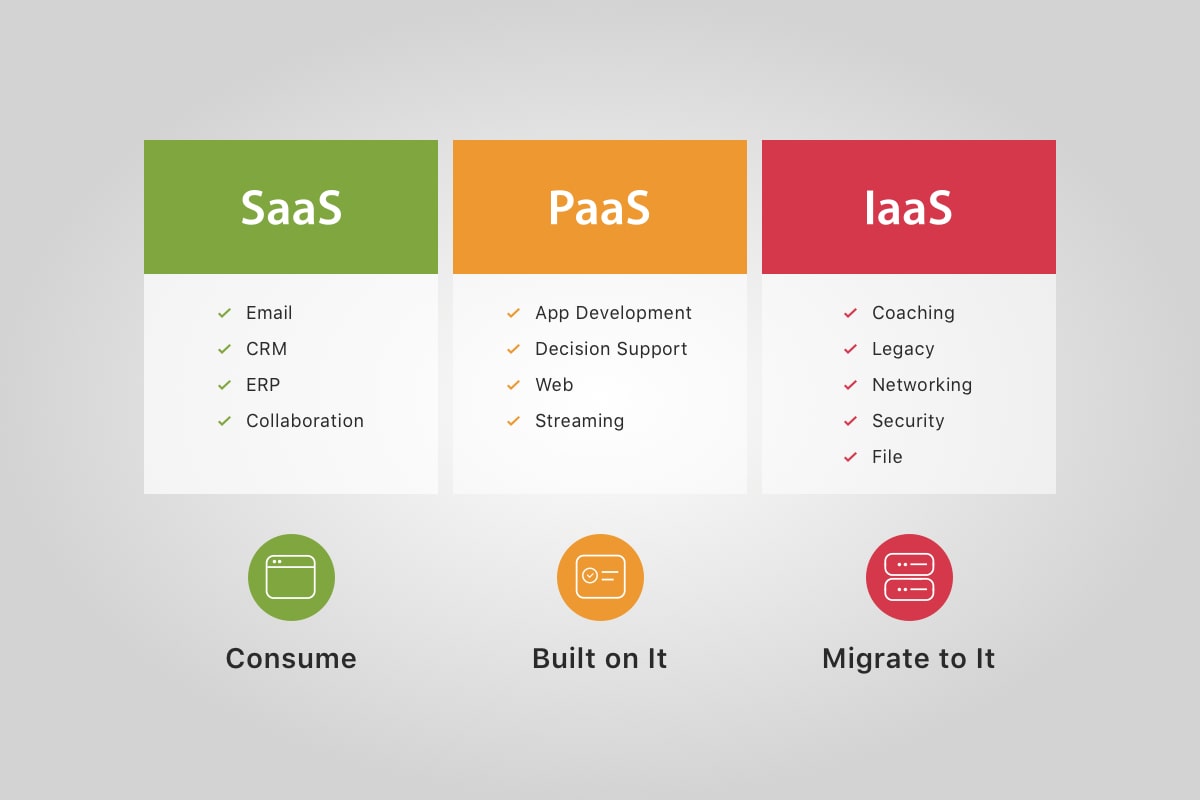 SaaS
Email
CRM
ERP
Collaboration
Consume
PaaS
App Development
Decision Support
Web
Streaming
Built on It
IaaS
Coaching
Legacy
Networking
Security
File
Migrate to It